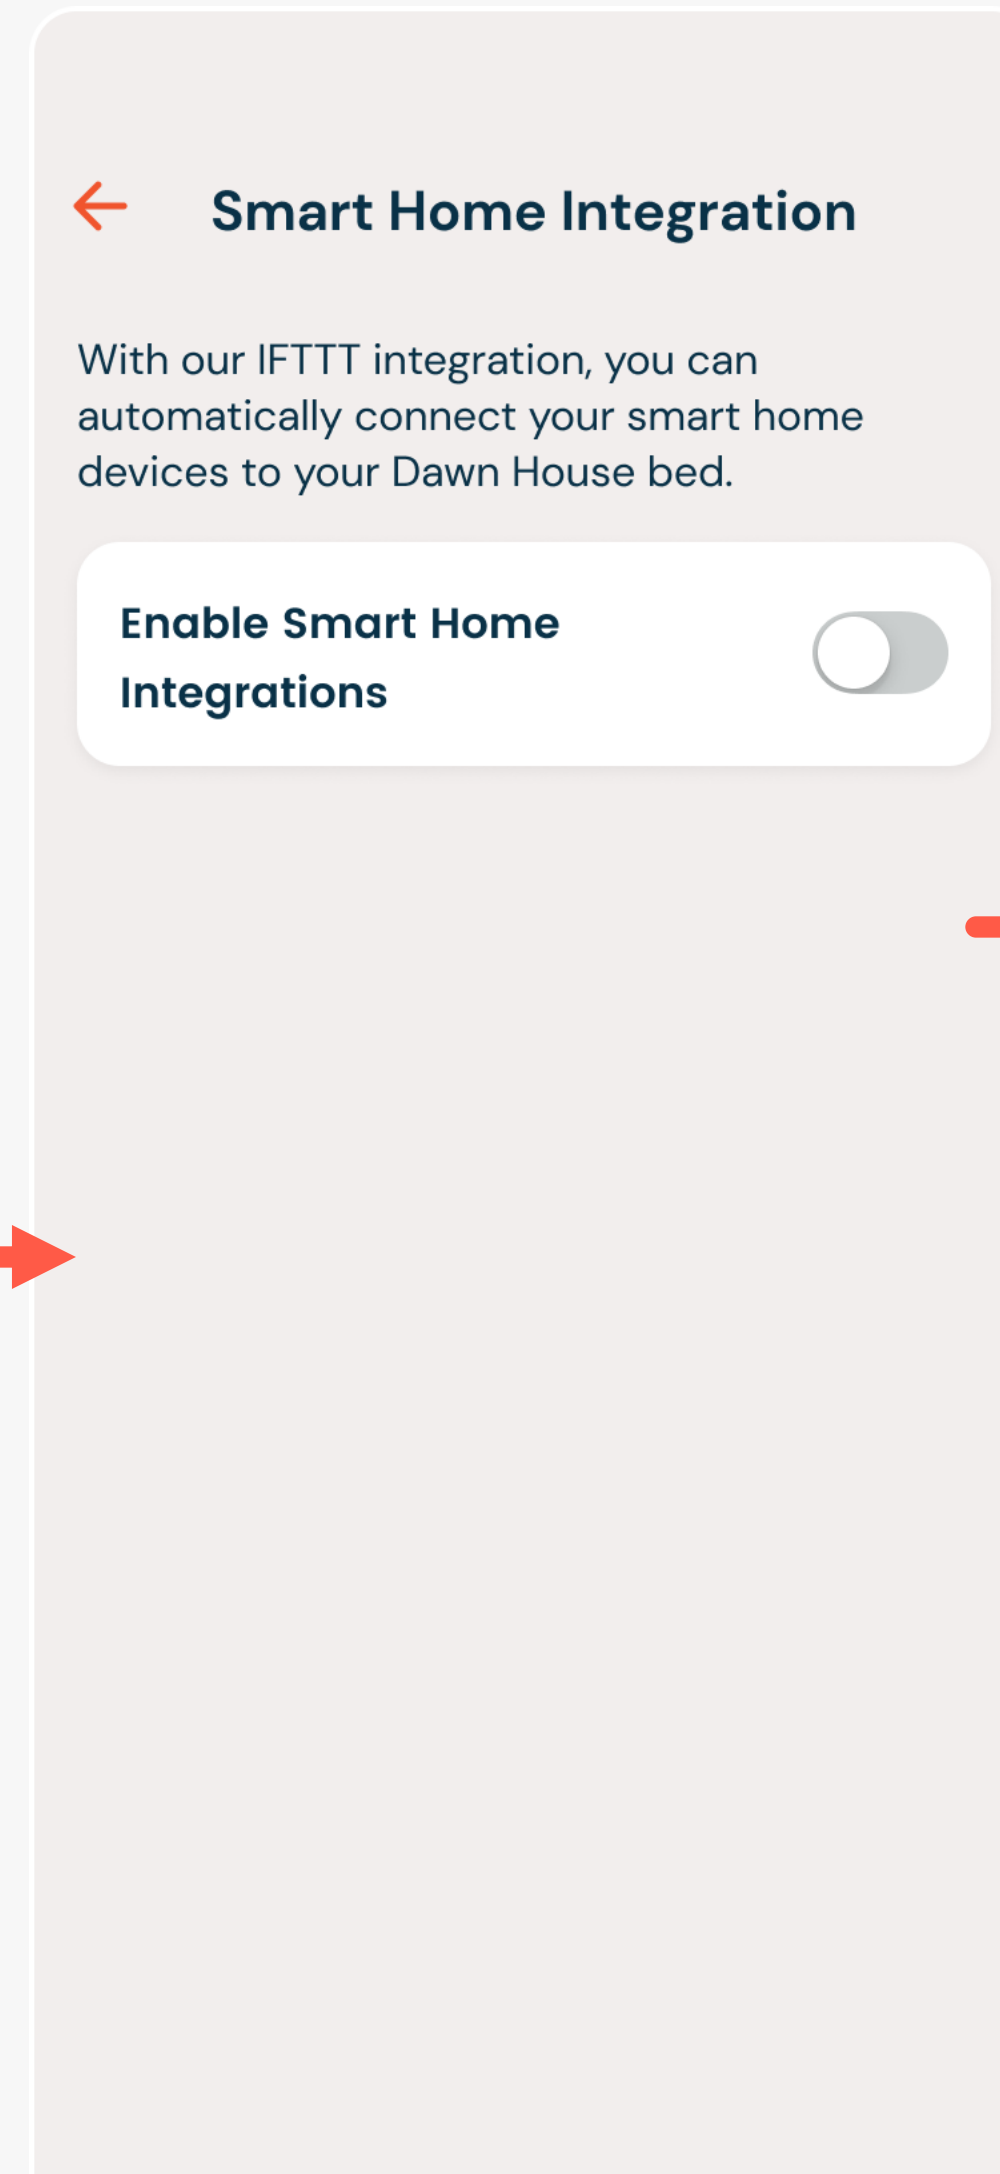 Smart Home Integration
With our IFTTT integration, you can
automatically connect your smart home
devices to your Dawn House bed.
Enable Smart Home
Integrations